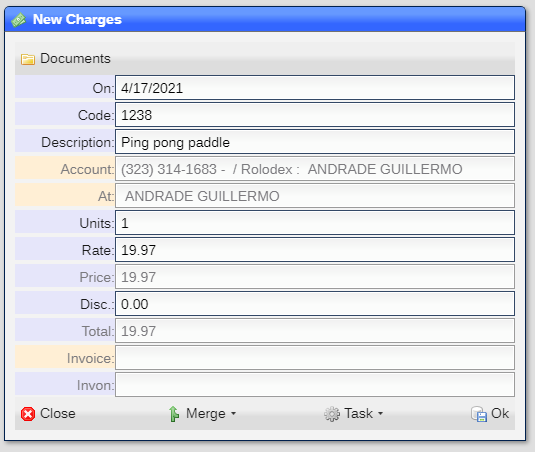 New Charges
Documents
On: 4/17/2021
Code: 1238
Description: Ping pong paddle
Account: (323) 314-1683 - / Rolodex : ANDRADE GUILLERMO
At: ANDRADE GUILLERMO
Units: 1
Rate: 19.97
Price: 19.97
Disc.: 0.00
Total: 19.97
Invoice:
Invon:
Close Merge Task Ok